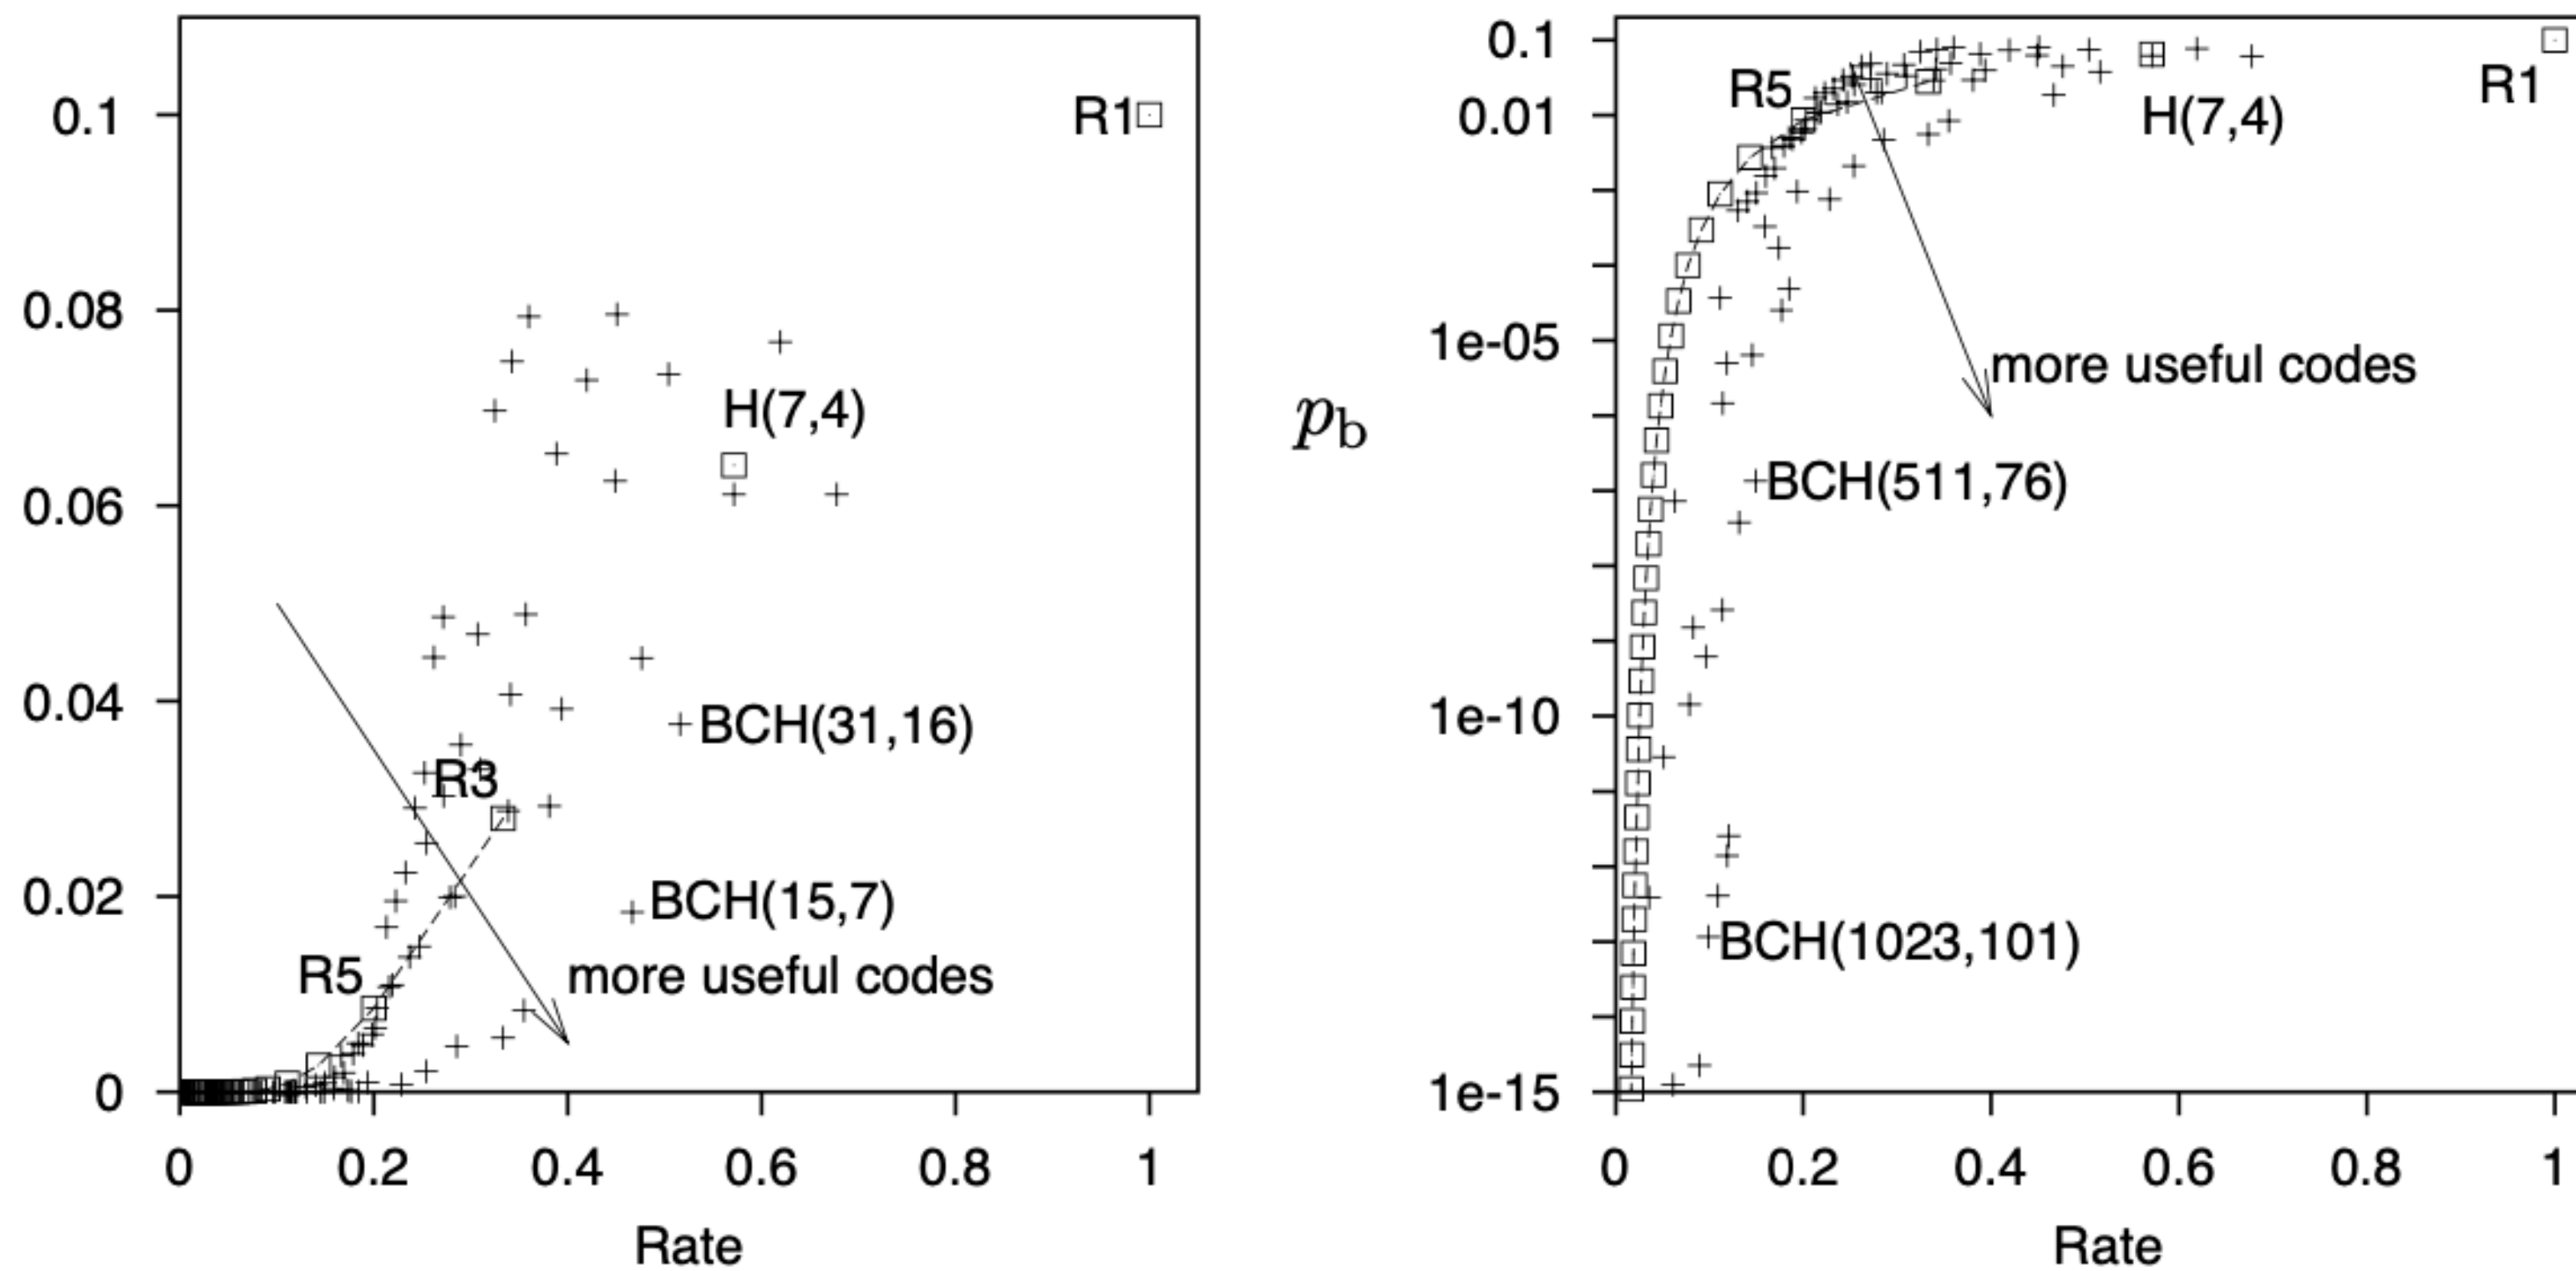 0.1
0.08
0.06
0.04
0.02
0
R1
H(7,4)
BCH(31,16)
R3
BCH(15,7)
R5
more useful codes
0 0.2 0.4 0.6 0.8 1
Rate
p_b
0.1
0.01
1e-05
1e-10
1e-15
R5
R1
H(7,4)
more useful codes
BCH(511,76)
BCH(1023,101)
0 0.2 0.4 0.6 0.8 1
Rate